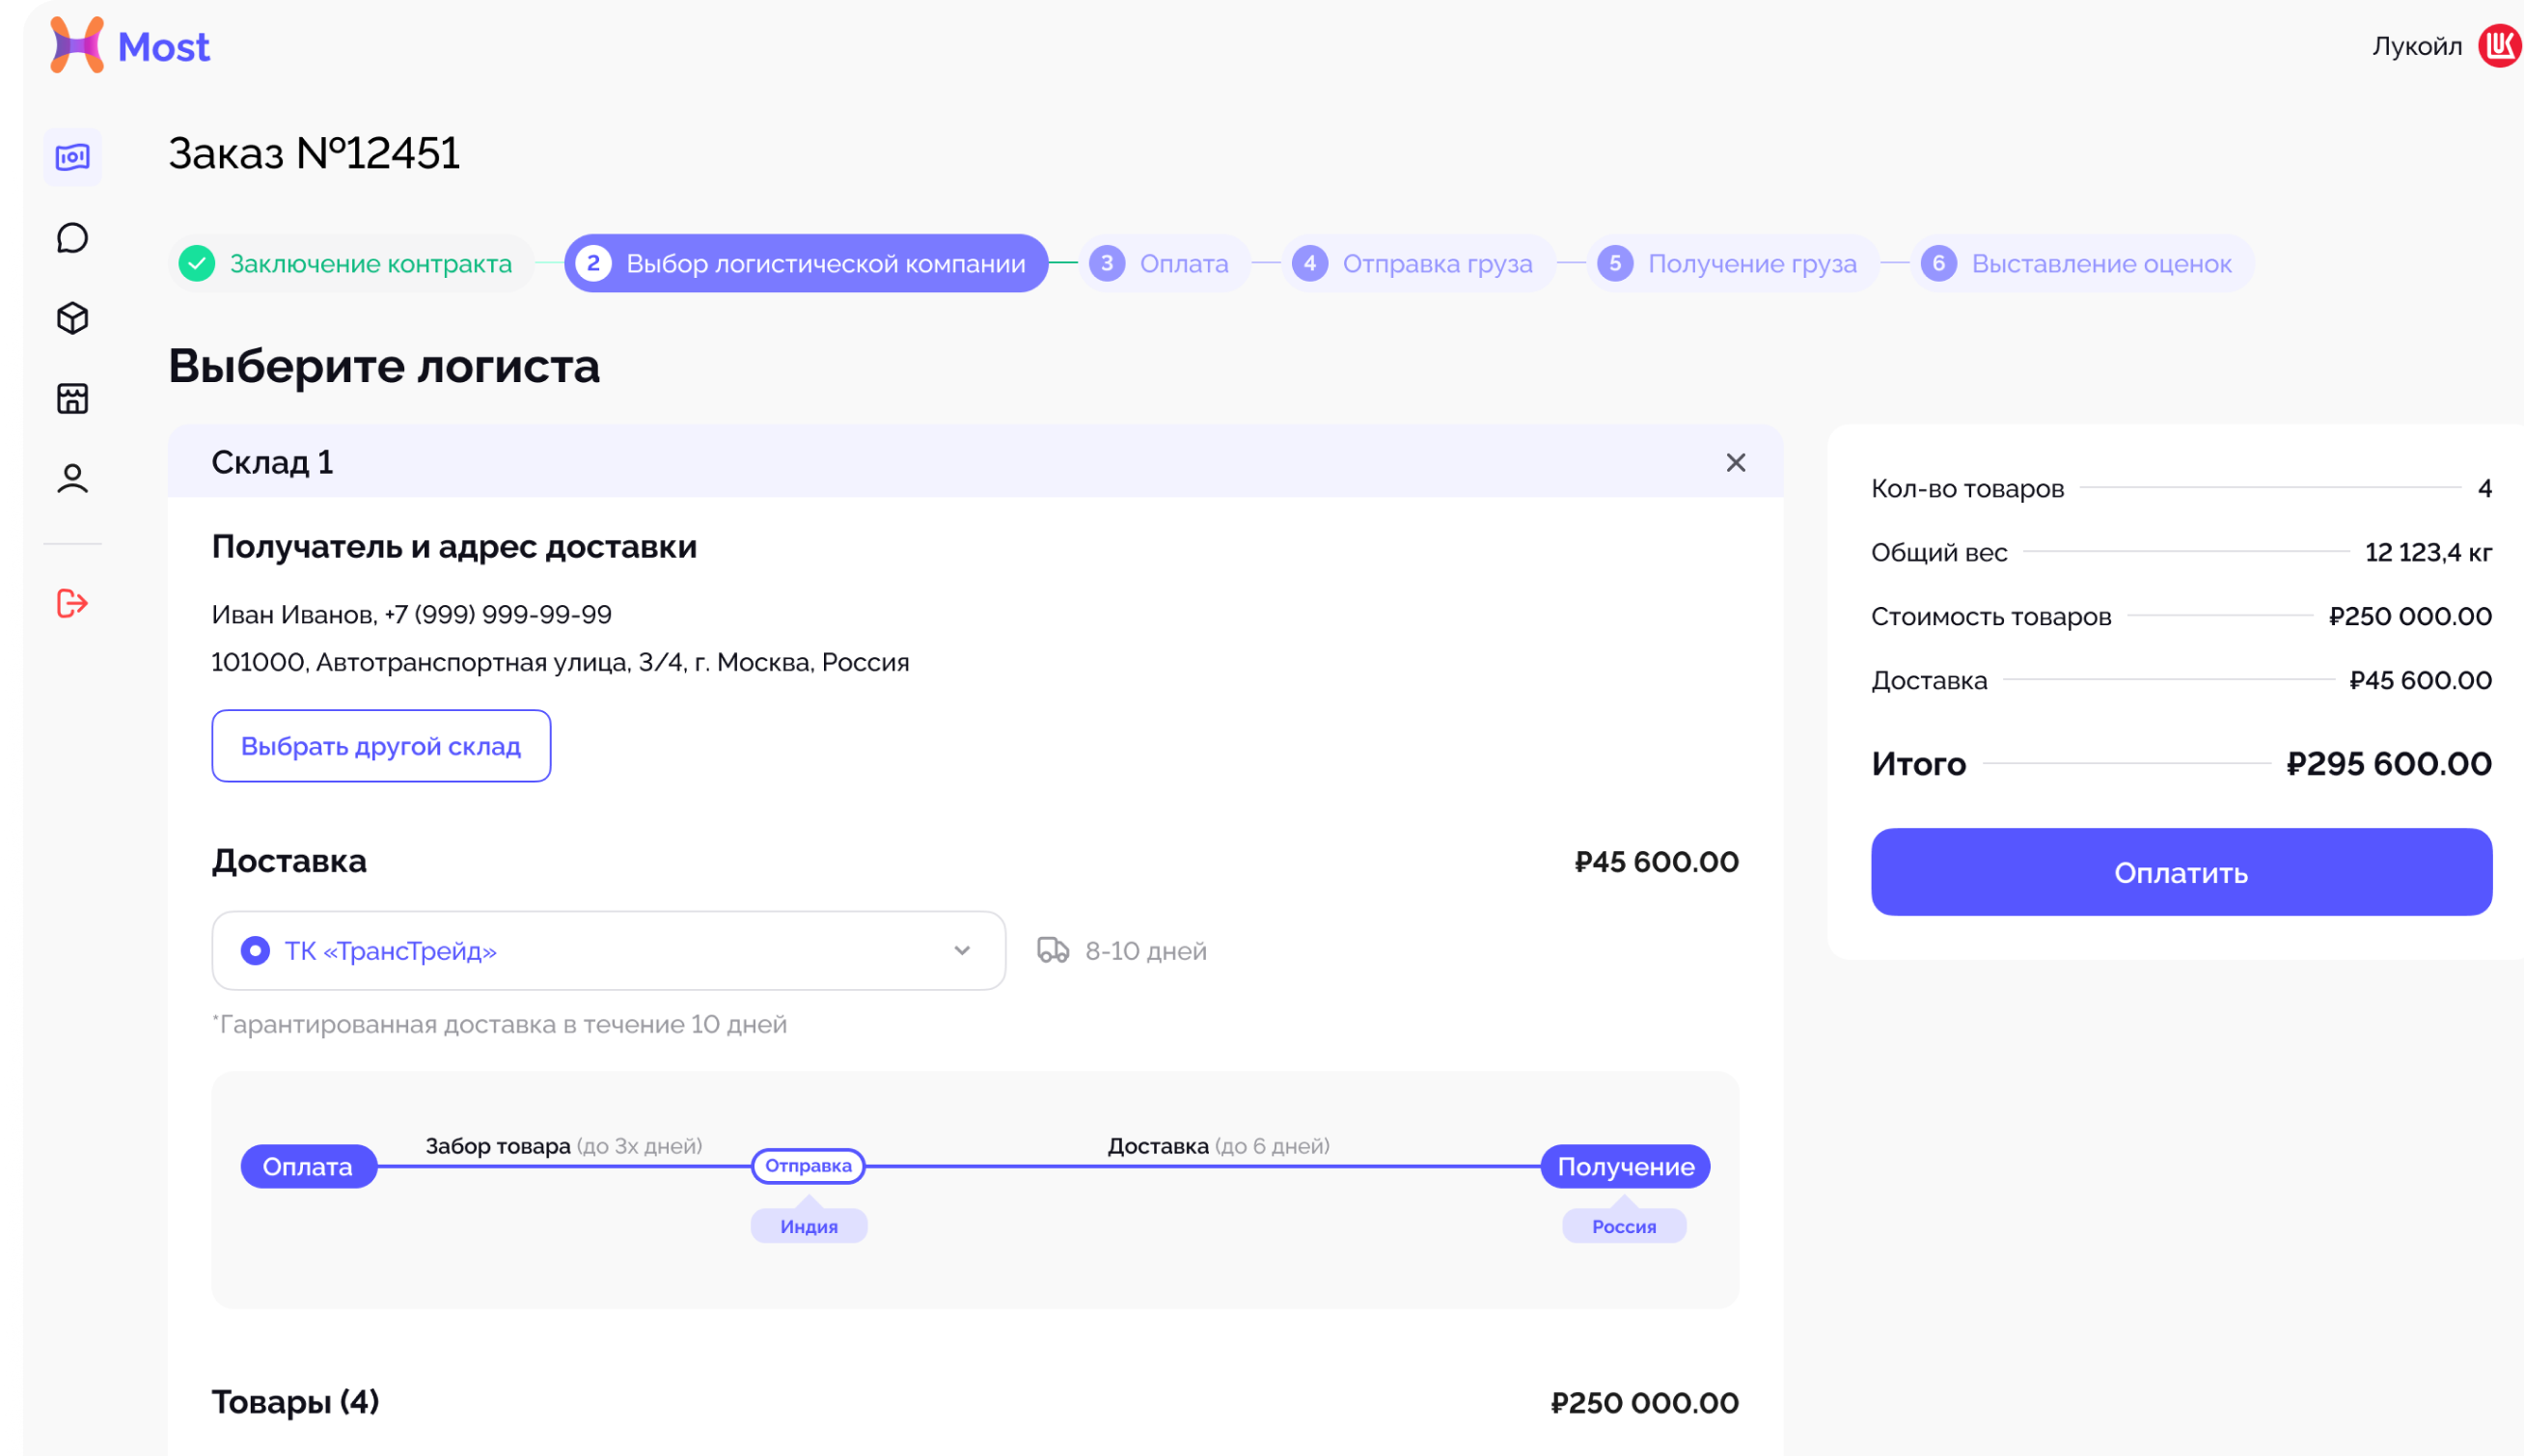 Most
Лукойл
Заказ №12451
Заключение контракта
2 Выбор логистической компании
3 Оплата
4 Отправка груза
5 Получение груза
6 Выставление оценок
Выберите логиста
Склад 1
Получатель и адрес доставки
Иван Иванов, +7 (999) 999-99-99
101000, Автотранспортная улица, 3/4, г. Москва, Россия
Выбрать другой склад
Доставка ₽45 600.00
ТК «ТрансТрейд»
8-10 дней
*Гарантированная доставка в течение 10 дней
Забор товара (до 3х дней)
Доставка (до 6 дней)
Оплата
Отправка
Получение
Индия
Россия
Товары (4) ₽250 000.00
Кол-во товаров 4
Общий вес 12 123,4 кг
Стоимость товаров ₽250 000.00
Доставка ₽45 600.00
Итого ₽295 600.00
Оплатить